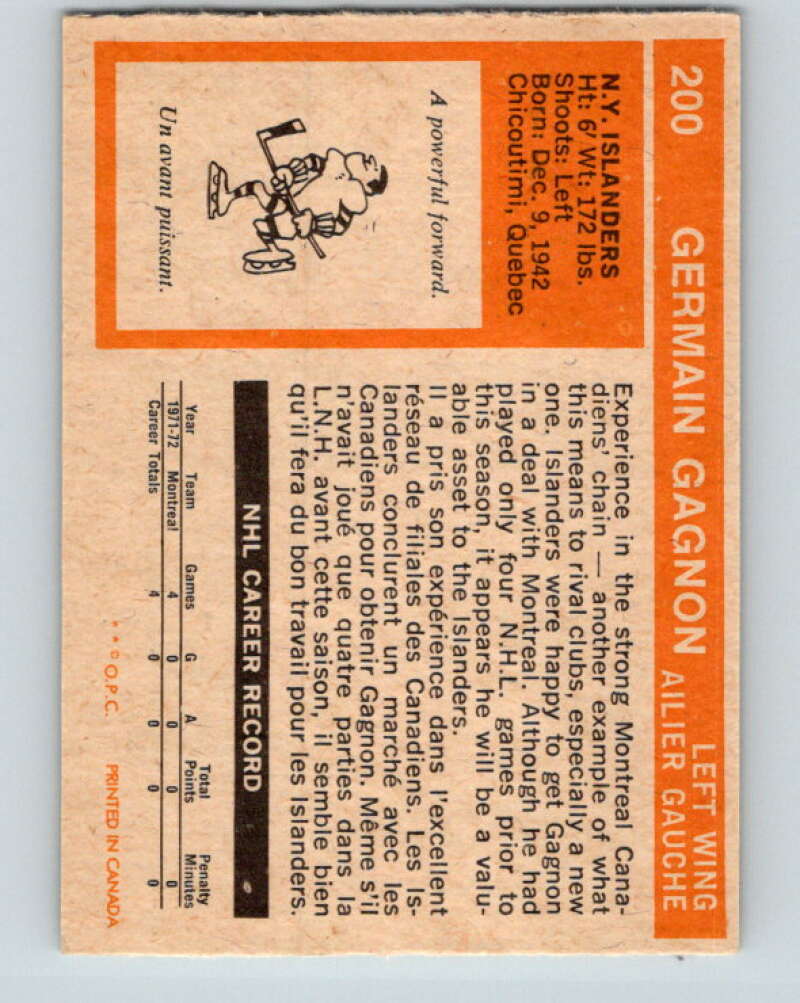 200 GERMAIN GAGNON LEFT WING
AILIER GAUCHE
N.Y. ISLANDERS
Ht: 6' Wt: 172 lbs.
Shoots: Left
Born: Dec. 9, 1942
Chicoutimi, Quebec
A powerful forward.
Un avant puissant.
Experience in the strong Montreal Cana-
diens' chain — another example of what
this means to rival clubs, especially a new
one. Islanders were happy to get Gagnon
in a deal with Montreal. Although he had
played only four N.H.L. games prior to
this season, it appears he will be a valu-
able asset to the Islanders.
Il a pris son expérience dans l'excellent
réseau de filiales des Canadiens. Les Is-
landers conclurent un marché avec les
Canadiens pour obtenir Gagnon. Même s'il
n'avait joué que quatre parties dans la
L.N.H. avant cette saison, il semble bien
qu'il fera du bon travail pour les Islanders.
NHL CAREER RECORD
Year Team Games G A Total Points Penalty Minutes
1971-72 Montreal 4 0 0 0 0
Career Totals 4 0 0 0 0
* * © O.P.C. PRINTED IN CANADA